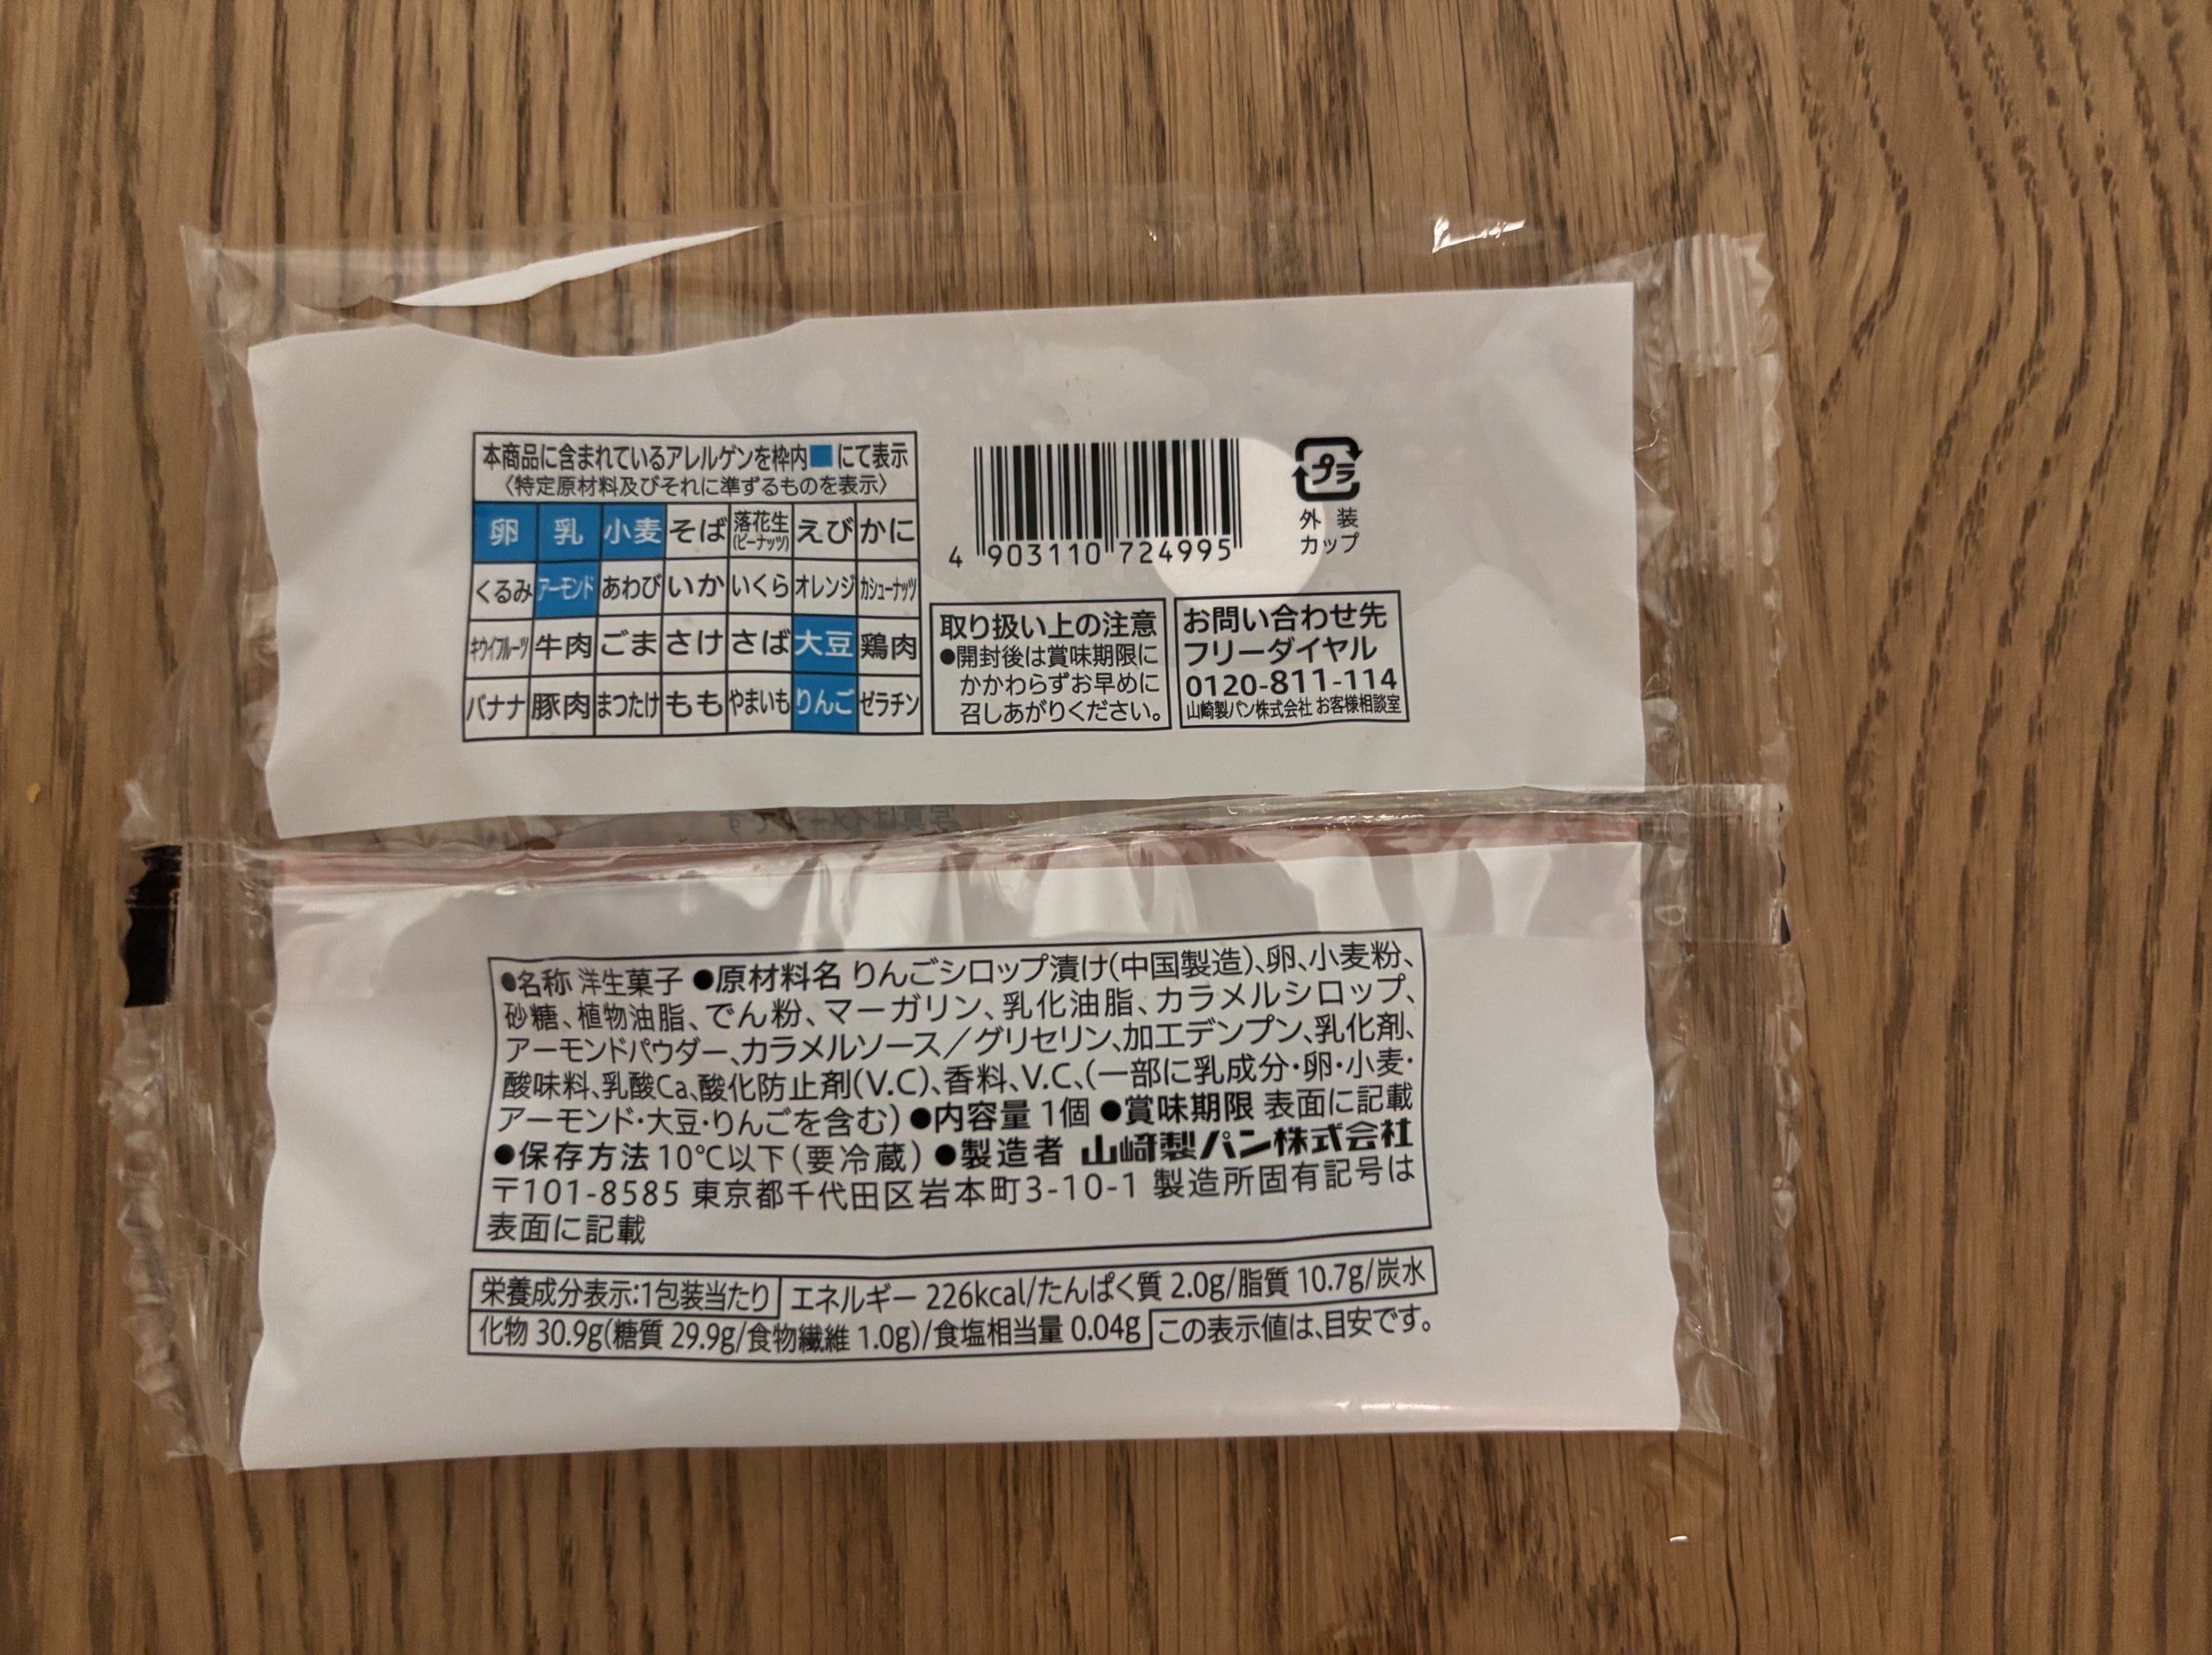 本商品に含まれているアレルゲンを枠内■にて表示
〈特定原材料及びそれに準ずるものを表示〉
卵 乳 小麦 そば 落花生(ピーナッツ) えび かに
くるみ アーモンド あわび いか いくら オレンジ カシューナッツ
キウイフルーツ 牛肉 ごま さけ さば 大豆 鶏肉
バナナ 豚肉 まつたけ もも やまいも りんご ゼラチン
4 903110 724995
プラ
外装
カップ
取り扱い上の注意
●開封後は賞味期限に
かかわらずお早めに
召しあがりください。
お問い合わせ先
フリーダイヤル
0120-811-114
山崎製パン株式会社 お客様相談室
写真はイメージです
●名称 洋生菓子 ●原材料名 りんごシロップ漬け(中国製造)、卵、小麦粉、
砂糖、植物油脂、でん粉、マーガリン、乳化油脂、カラメルシロップ、
アーモンドパウダー、カラメルソース/グリセリン、加工デンプン、乳化剤、
酸味料、乳酸Ca、酸化防止剤(V.C)、香料、V.C、(一部に乳成分・卵・小麦・
アーモンド・大豆・りんごを含む) ●内容量 1個 ●賞味期限 表面に記載
●保存方法 10℃以下(要冷蔵) ●製造者 山崎製パン株式会社
〒101-8585 東京都千代田区岩本町3-10-1 製造所固有記号は
表面に記載
栄養成分表示:1包装当たり エネルギー 226kcal/たんぱく質 2.0g/脂質 10.7g/炭水
化物 30.9g(糖質 29.9g/食物繊維 1.0g)/食塩相当量 0.04g この表示値は、目安です。